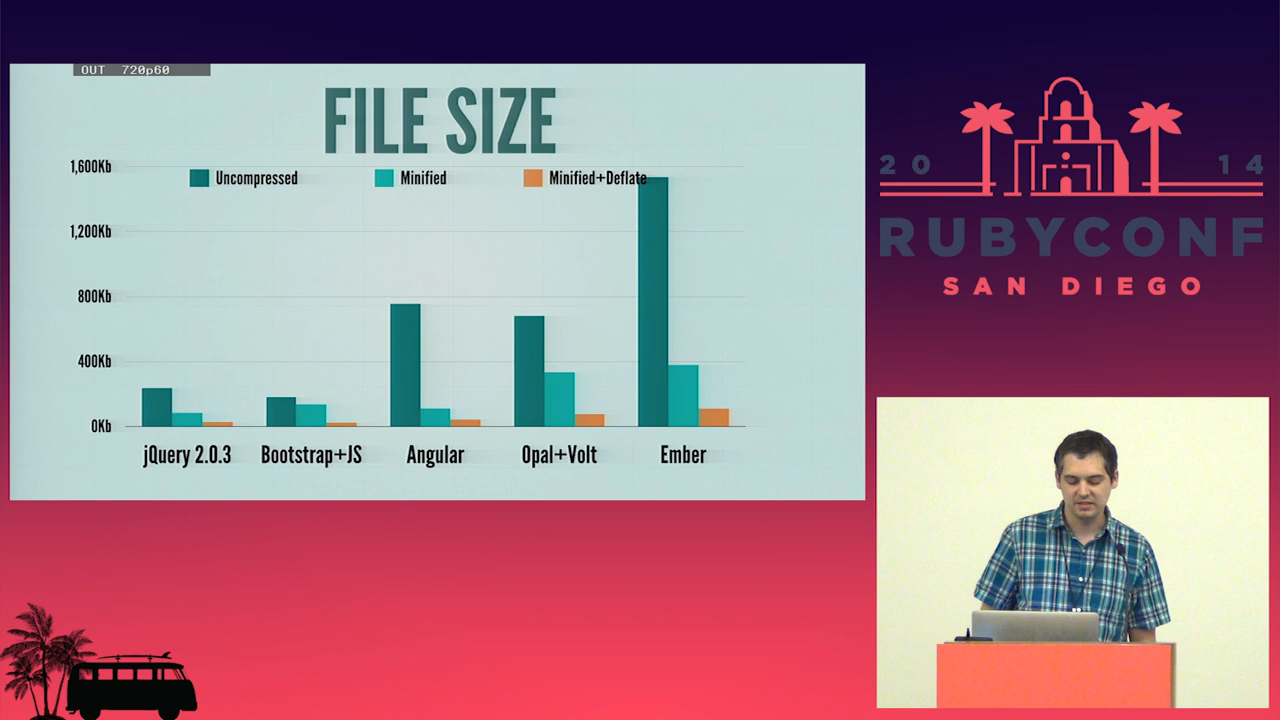 OUT 720p60
FILE SIZE
1,600Kb
Uncompressed
Minified
Minified+Deflate
1,200Kb
800Kb
400Kb
0Kb
jQuery 2.0.3
Bootstrap+JS
Angular
Opal+Volt
Ember
20 14
RUBYCONF
SAN DIEGO